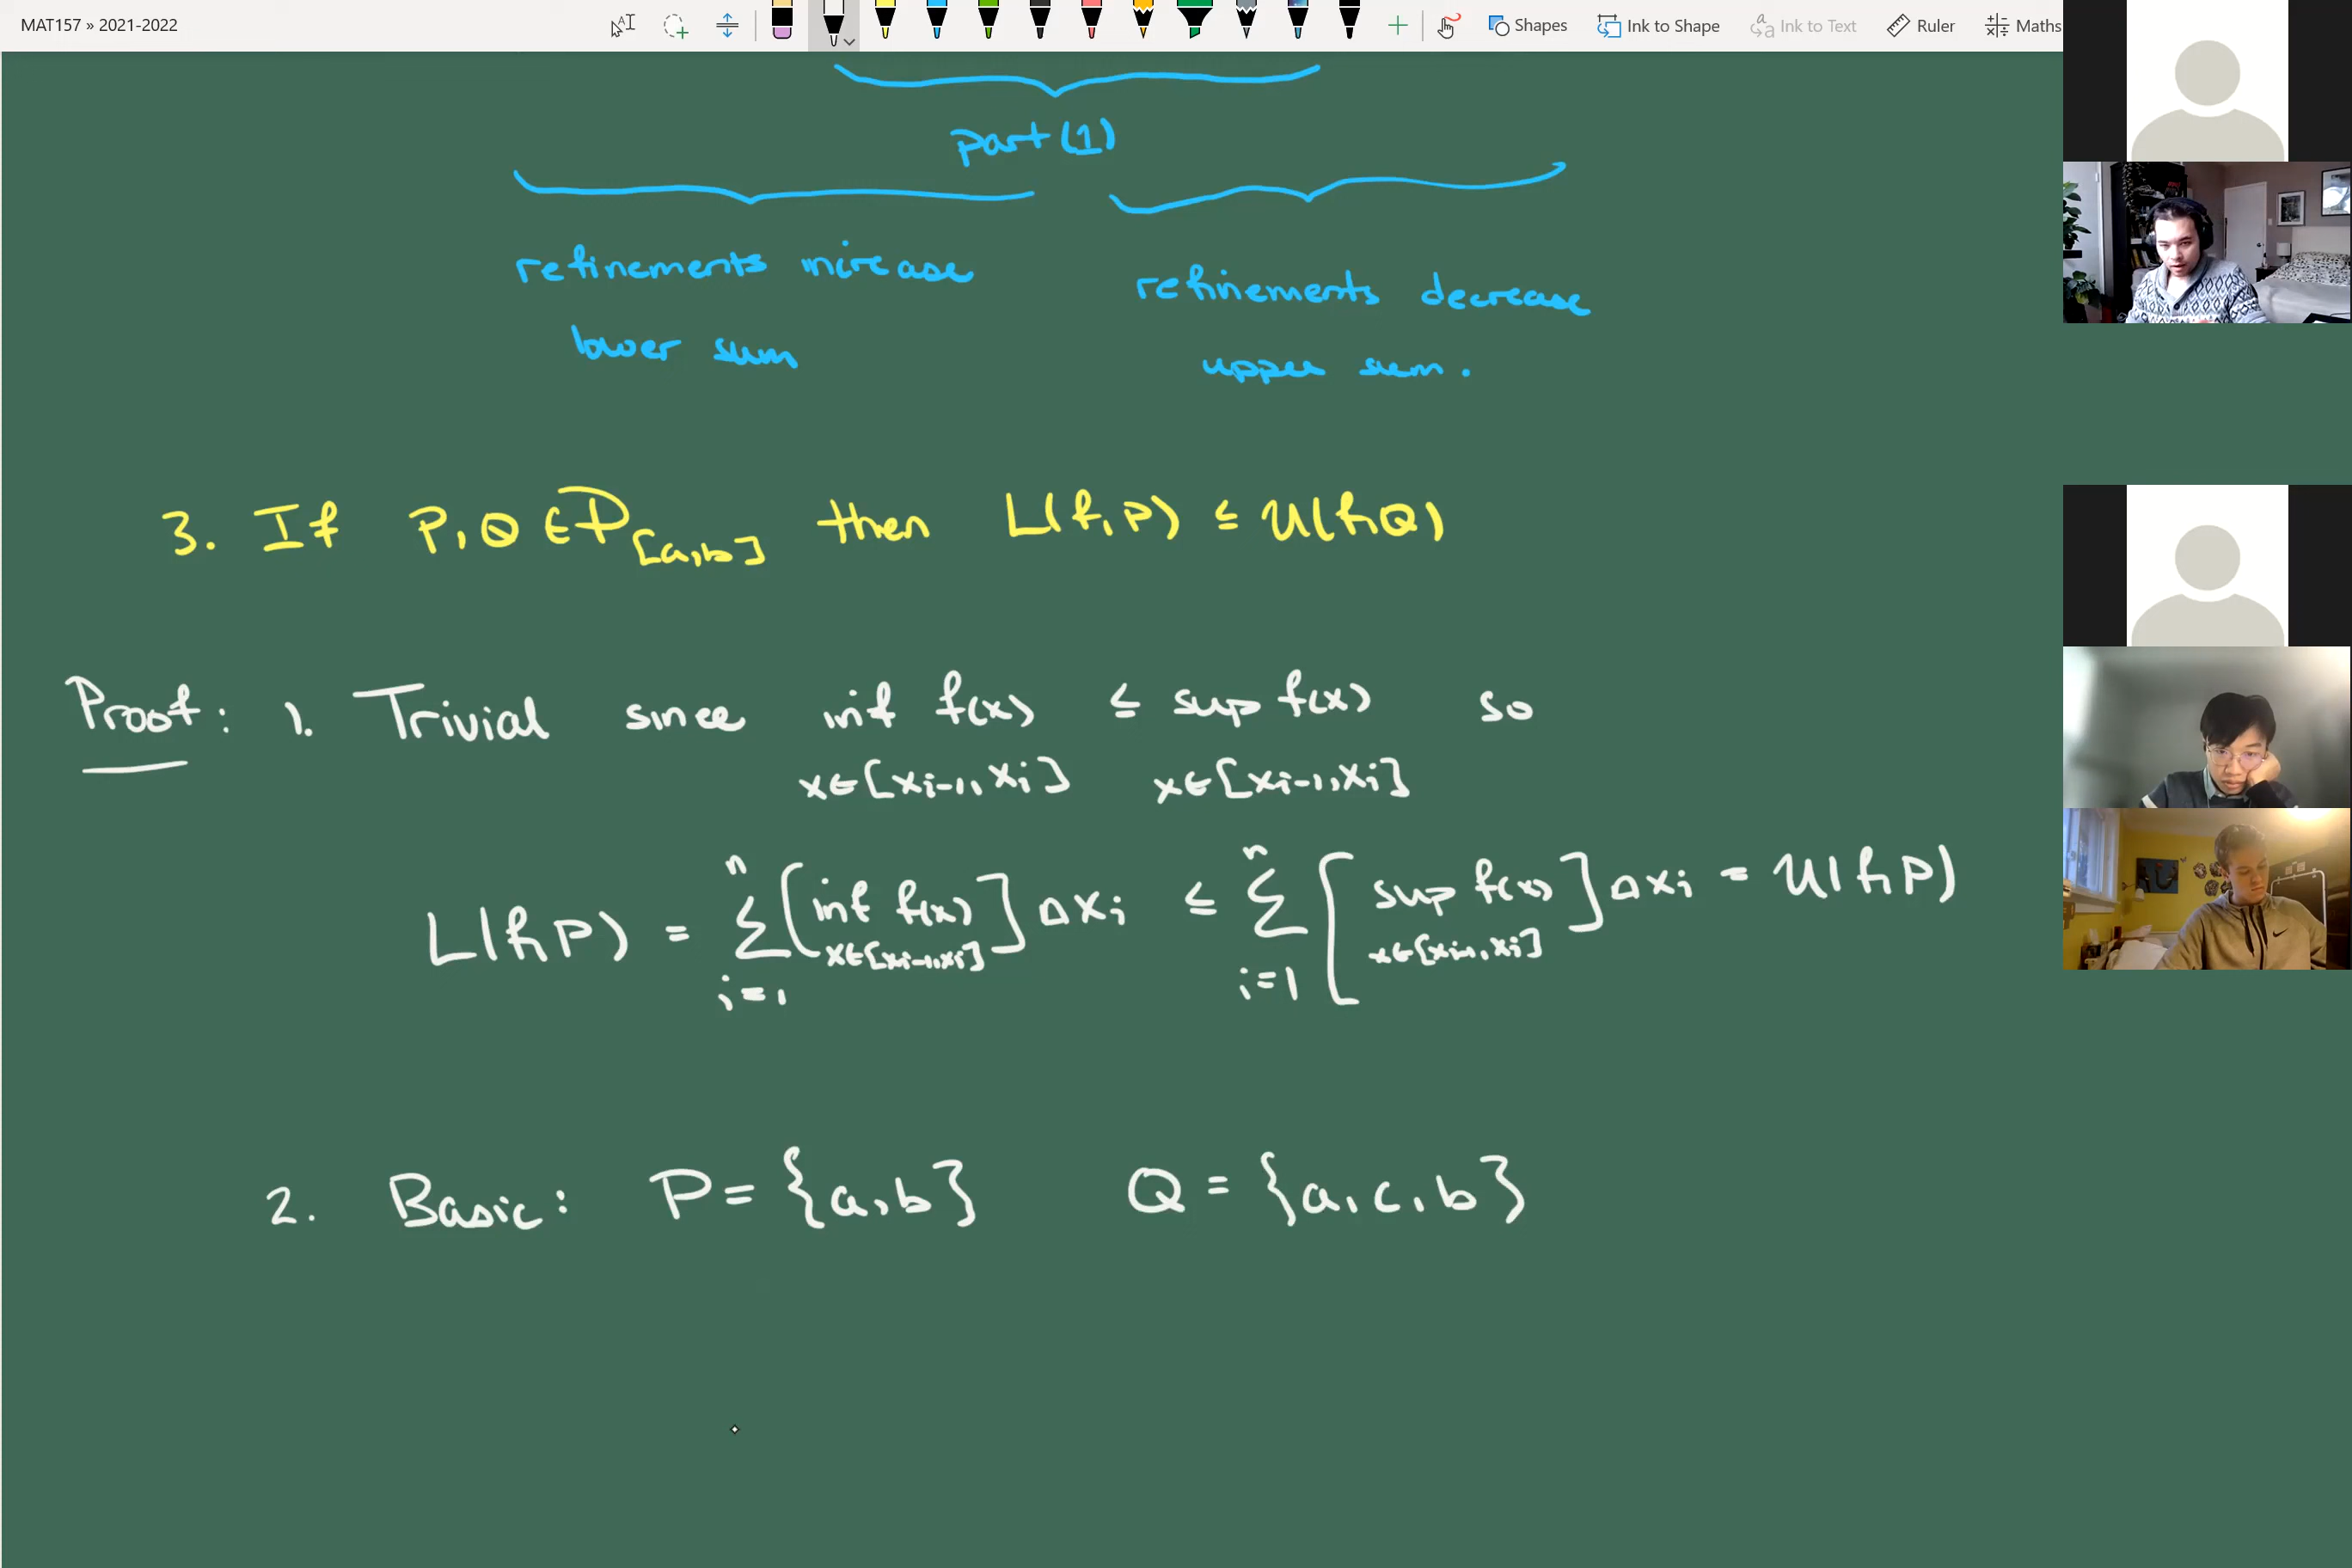 MAT157 » 2021-2022
Shapes Ink to Shape Ink to Text Ruler Maths
part (1)
refinements increase
lower sum
refinements decrease
upper sum.
3. If P, Q ∈ P[a,b] then L(f,P) ≤ U(f,Q)
Proof: 1. Trivial since inf f(x) ≤ sup f(x) so
x∈[xi-1,xi] x∈[xi-1,xi]
L(f,P) = n∑i=1 [inf f(x) x∈[xi-1,xi]] Δxi ≤ n∑i=1 [sup f(x) x∈[xi-1,xi]] Δxi = U(f,P)
2. Basic: P = {a,b} Q = {a,c,b}